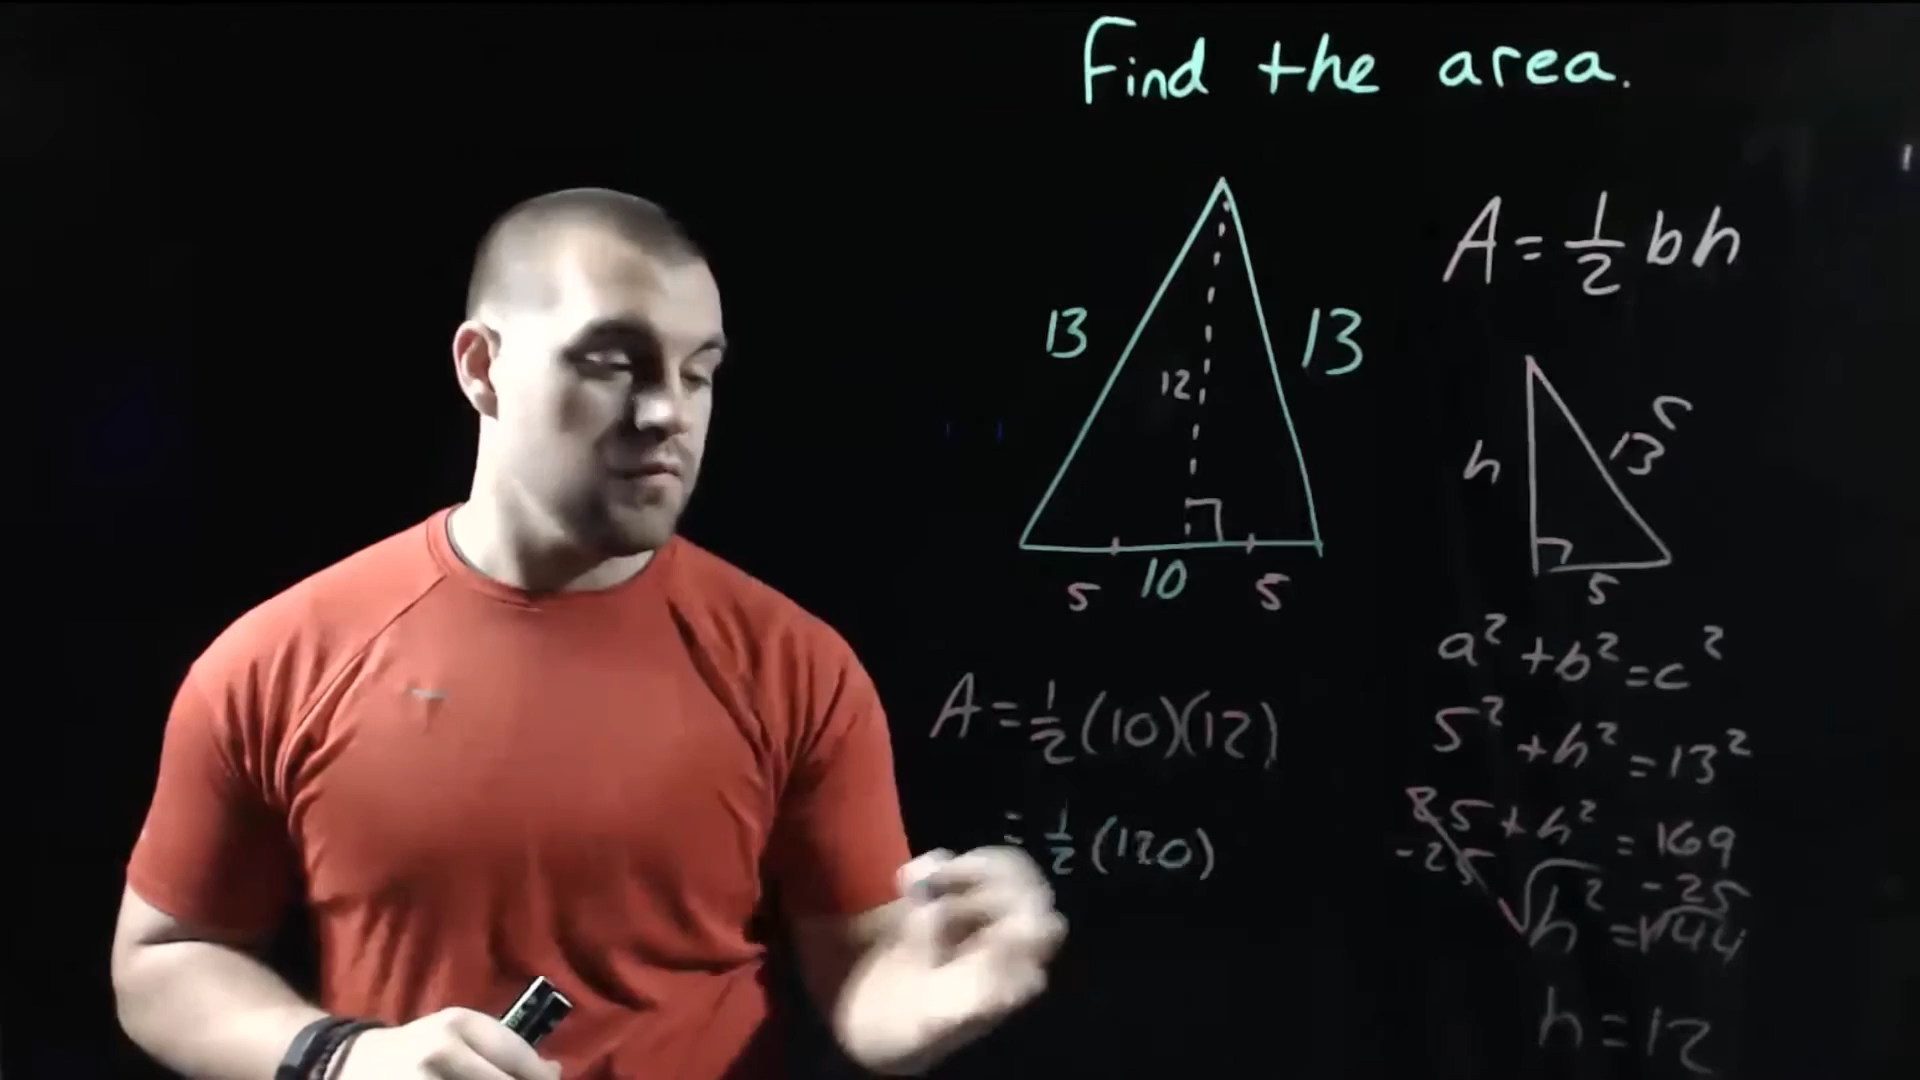 Find the area.
A = 1/2 bh
13
13
12
5 10 5
h
13
c
5
a² + b² = c²
5² + h² = 13²
25 + h² = 169
-25 -25
√h² = √144
h = 12
A = 1/2 (10)(12)
= 1/2 (120)